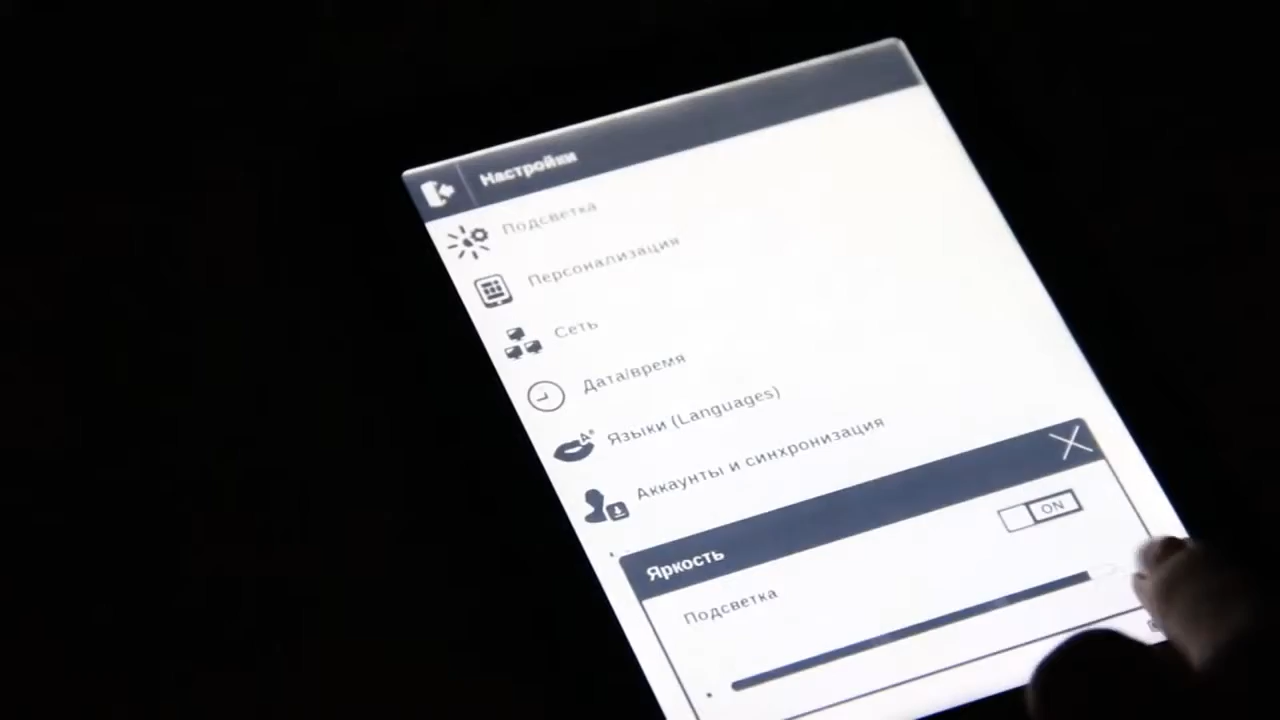 Настройки
Подсветка
Персонализация
Сеть
Дата/время
Языки (Languages)
Аккаунты и синхронизация
Яркость
ON
Подсветка